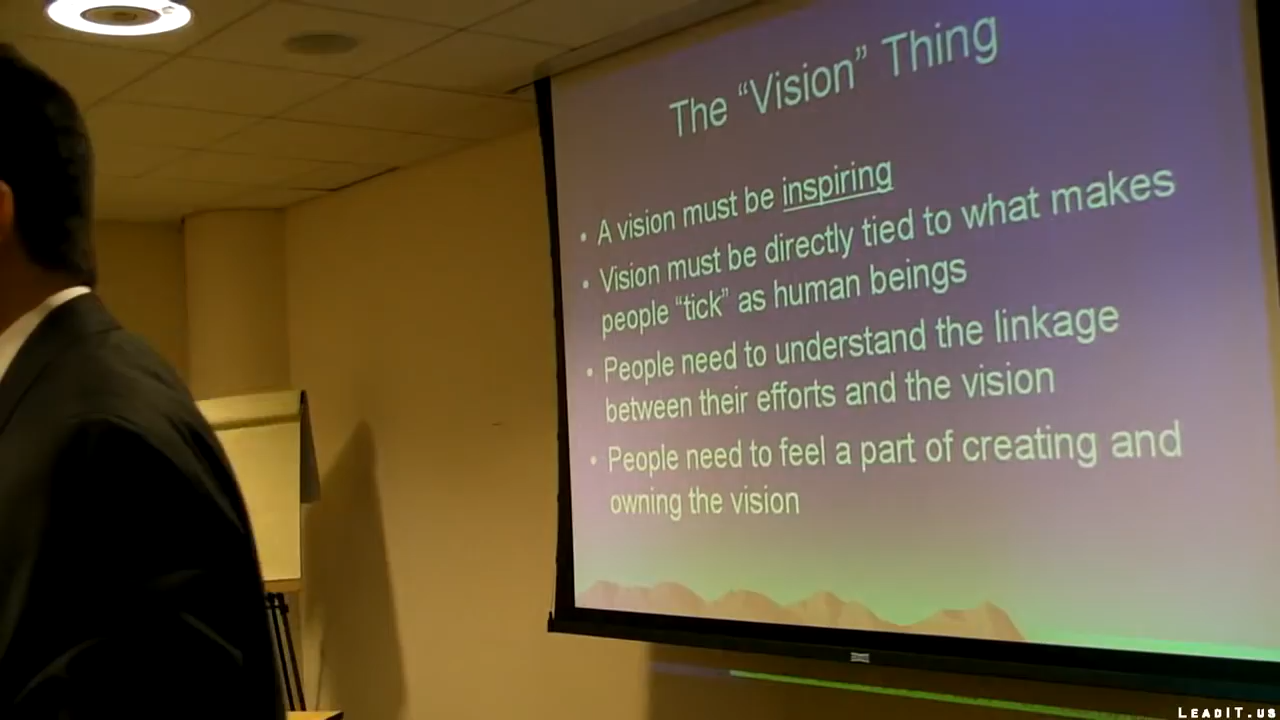 The “Vision” Thing
• A vision must be inspiring
• Vision must be directly tied to what makes
people “tick” as human beings
• People need to understand the linkage
between their efforts and the vision
• People need to feel a part of creating and
owning the vision
LeadIT.us